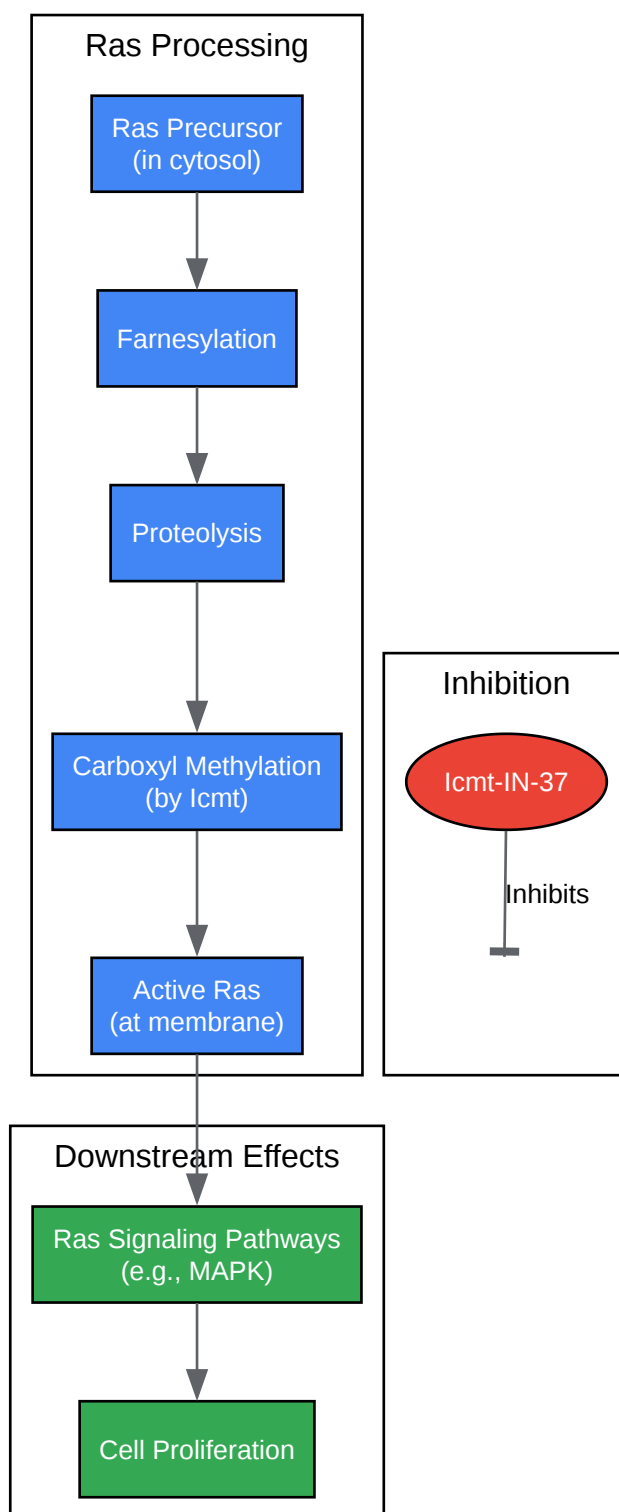 Ras Processing
Ras Precursor
(in cytosol)
Farnesylation
Proteolysis
Carboxyl Methylation
(by Icmt)
Active Ras
(at membrane)
Inhibition
Icmt-IN-37
Inhibits
Downstream Effects
Ras Signaling Pathways
(e.g., MAPK)
Cell Proliferation